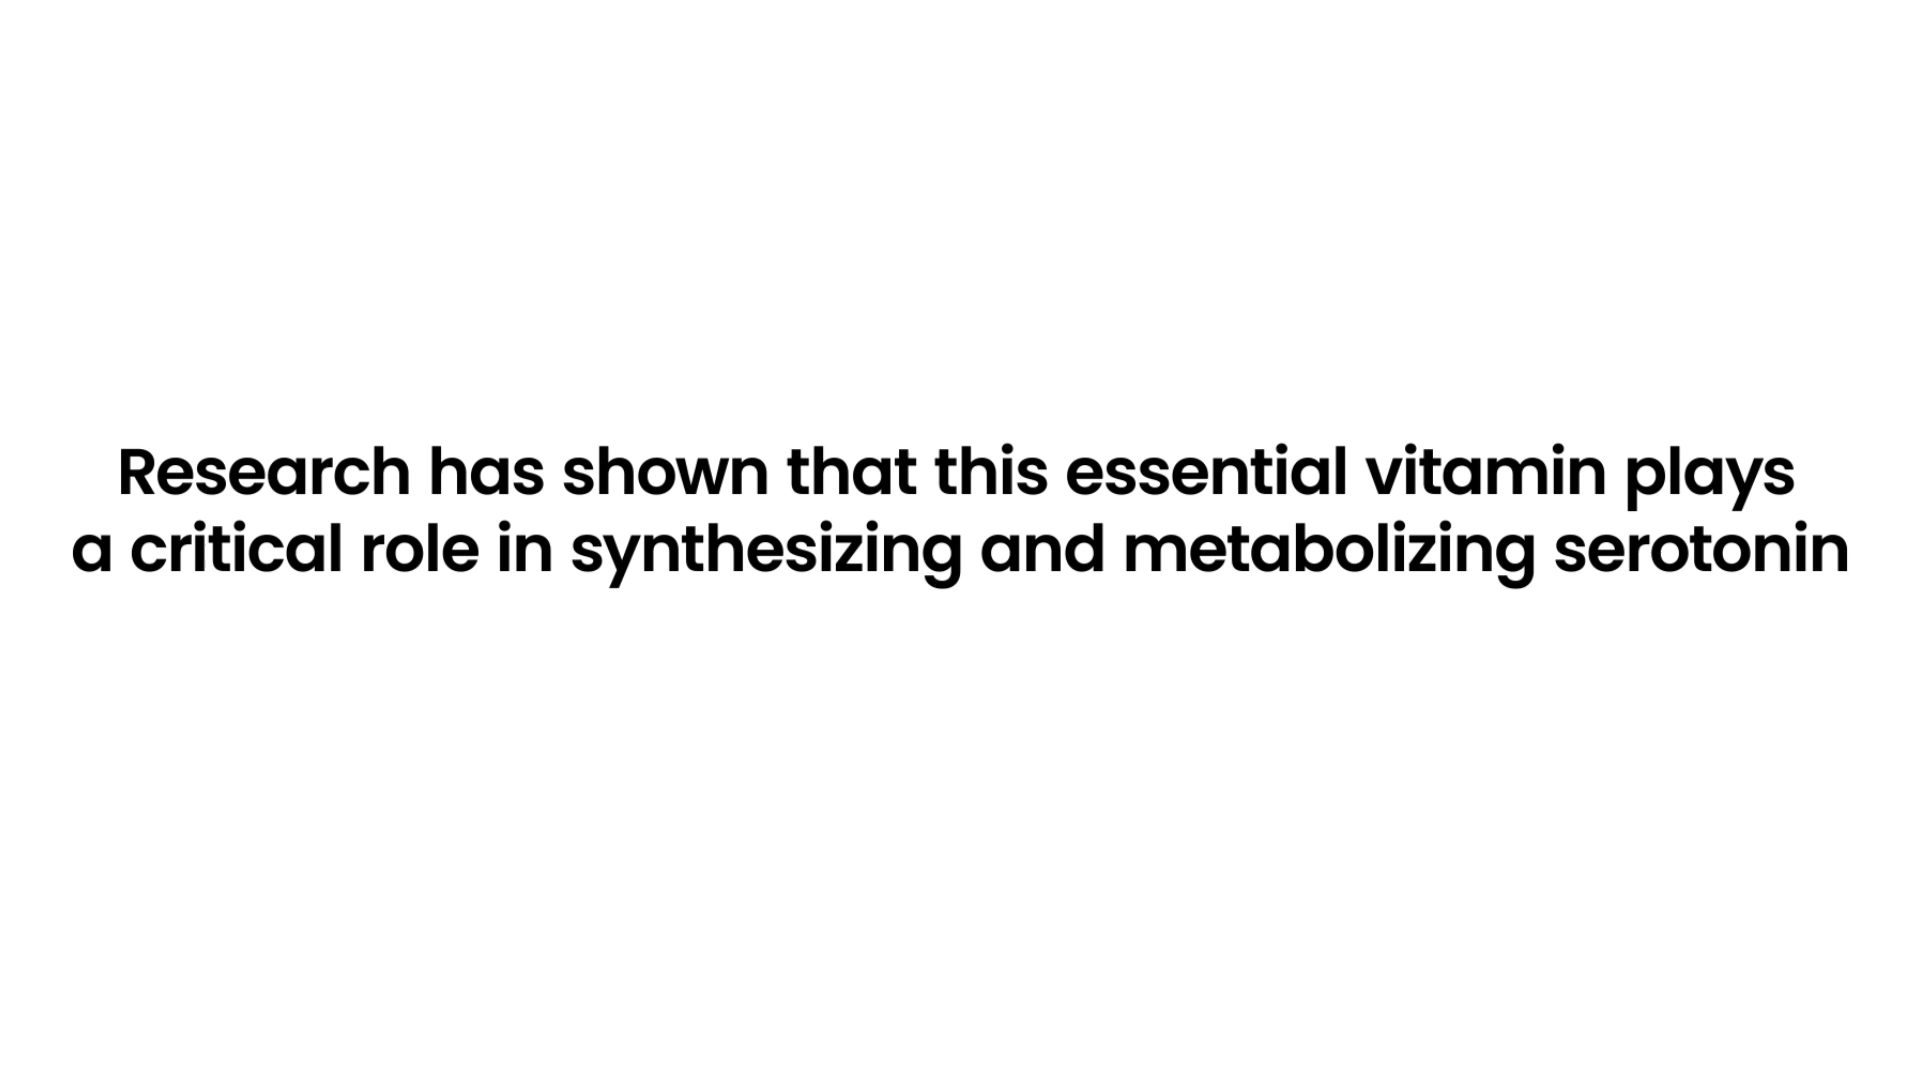 Research has shown that this essential vitamin plays
a critical role in synthesizing and metabolizing serotonin